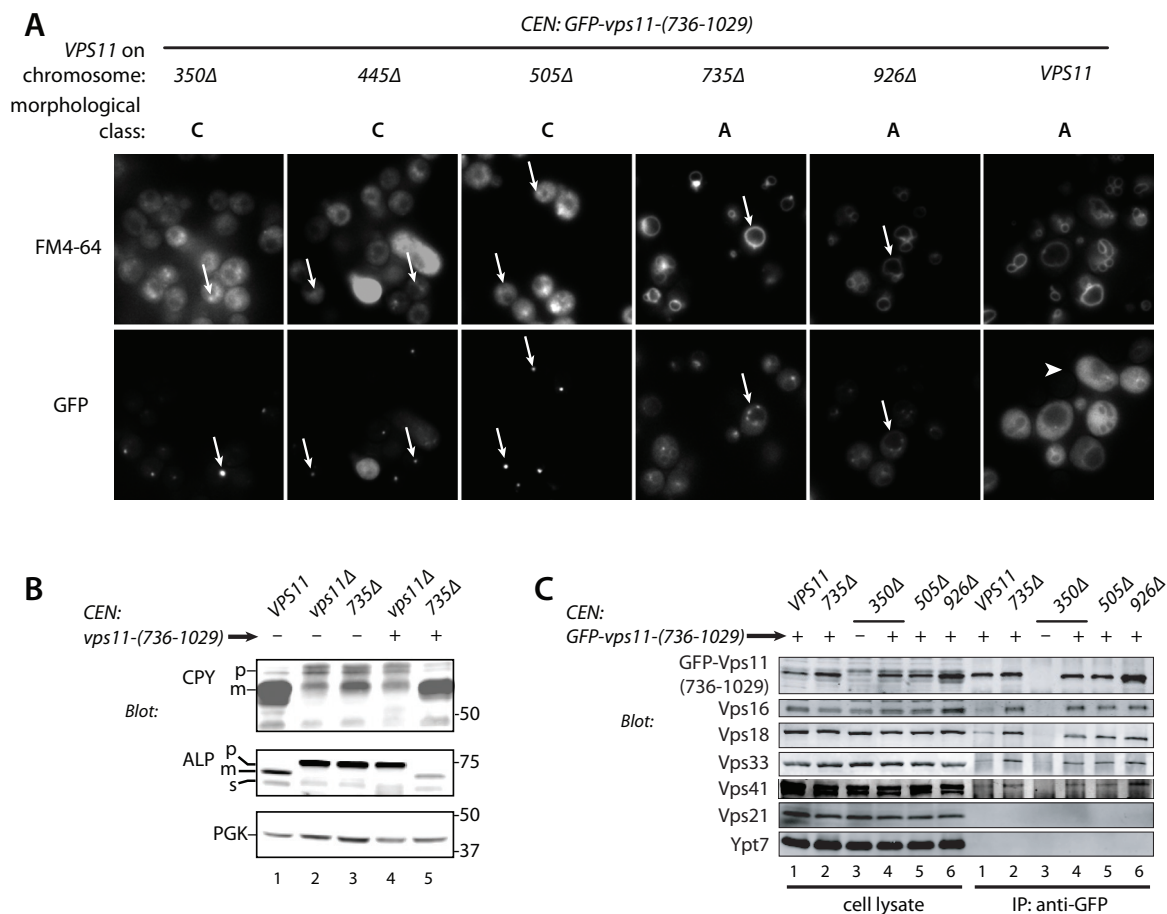 A
CEN: GFP-vps11-(736-1029)
VPS11 on
chromosome: 350Δ 445Δ 505Δ 735Δ 926Δ VPS11
morphological
class: C C C A A A
FM4-64
GFP
B
VPS11 vps11Δ 735Δ vps11Δ 735Δ
CEN:
vps11-(736-1029) – – – + +
CPY p
m
-50
Blot:
ALP p -75
m
s
PGK -50
-37
1 2 3 4 5
C
VPS11 735Δ 350Δ 505Δ 926Δ VPS11 735Δ 350Δ 505Δ 926Δ
CEN:
GFP-vps11-(736-1029) + + – + + + + + – + + +
GFP-Vps11
(736-1029)
Vps16
Blot:
Vps18
Vps33
Vps41
Vps21
Ypt7
1 2 3 4 5 6 1 2 3 4 5 6
cell lysate IP: anti-GFP